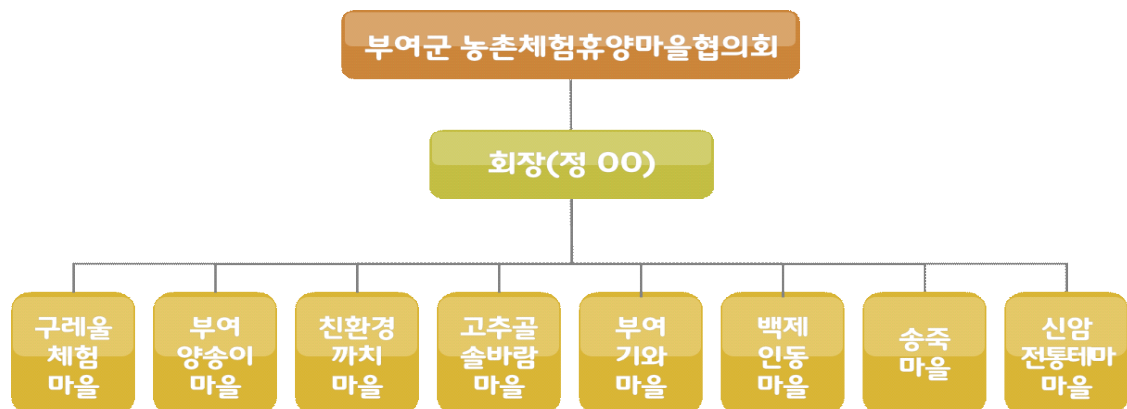 부여군 농촌체험휴양마을협의회
회장(정 OO)
구레울
체험
마을
부여
양송이
마을
친환경
까치
마을
고추골
솔바람
마을
부여
기와
마을
백제
인동
마을
송죽
마을
신암
전통테마
마을